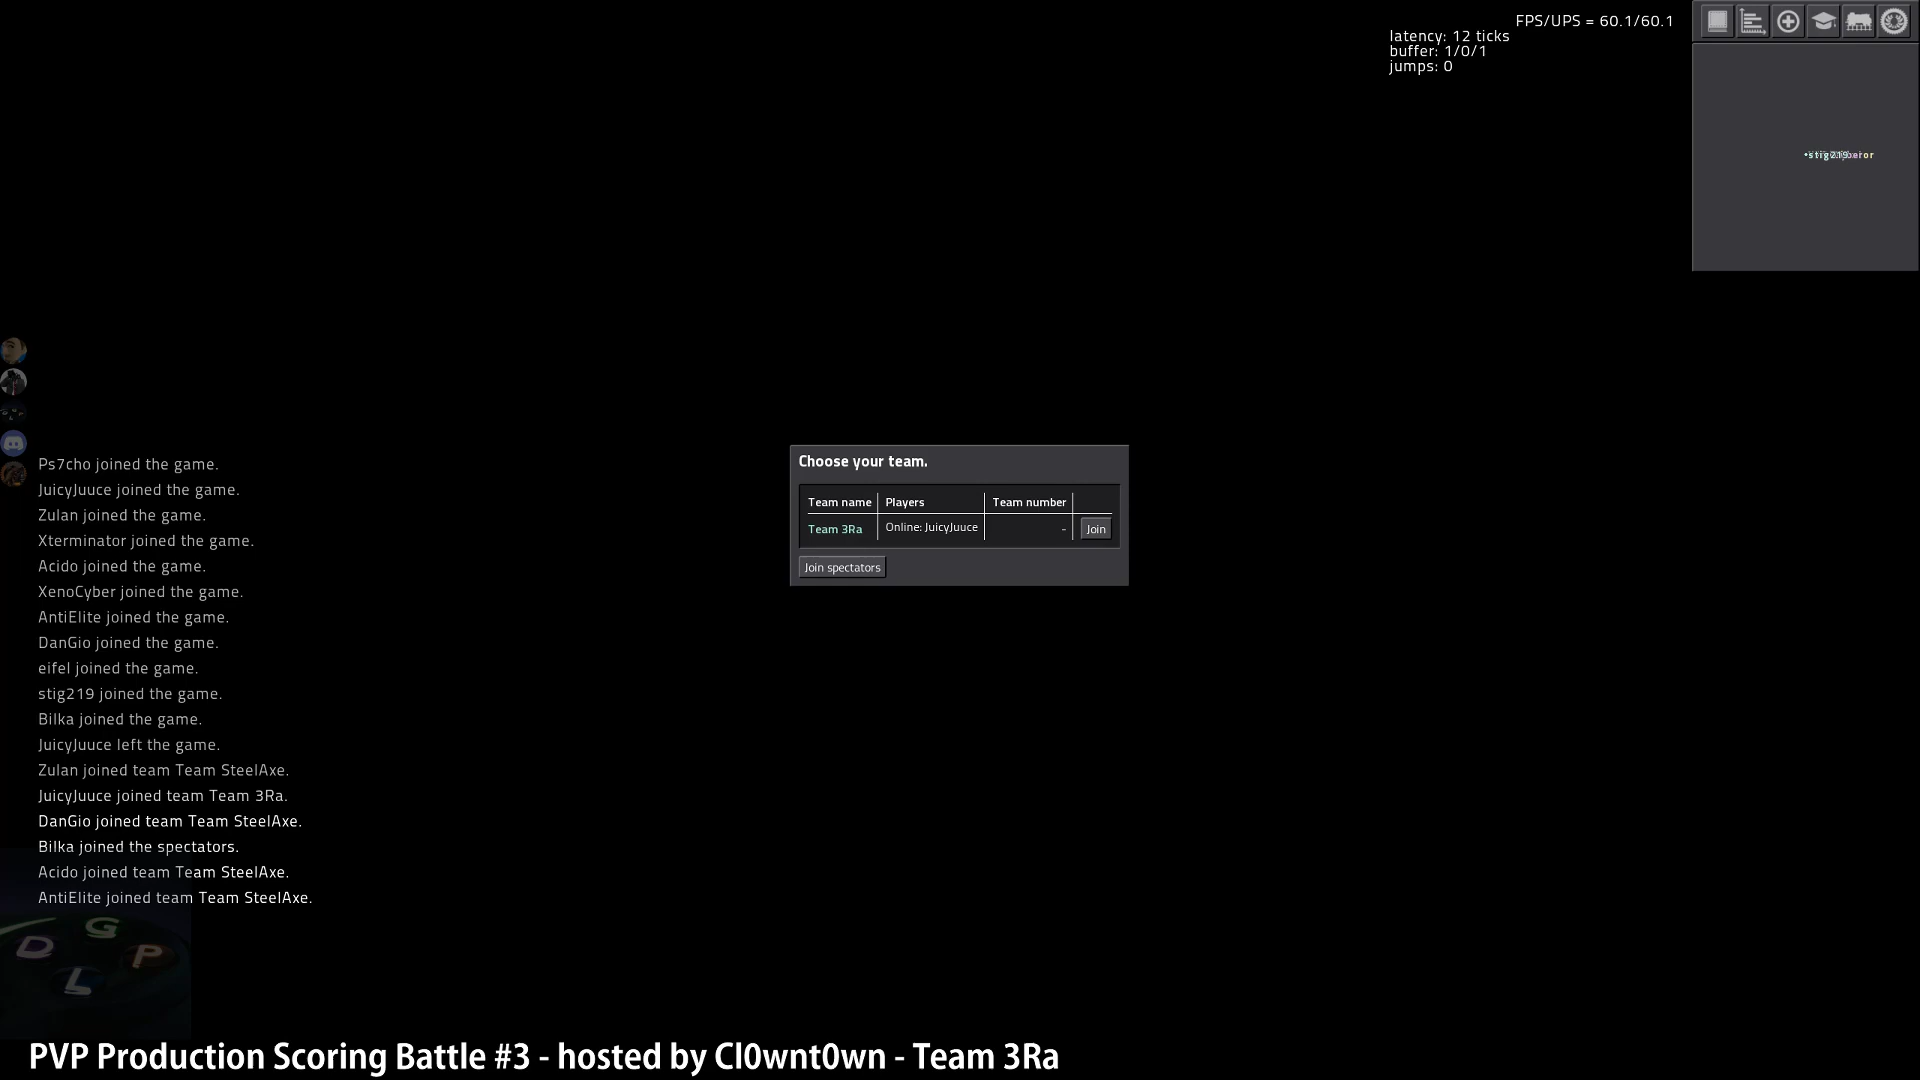 FPS/UPS = 60.1/60.1
latency: 12 ticks
buffer: 1/0/1
jumps: 0
Choose your team.
Team name Players Team number
Team 3Ra Online: JuicyJuuce - Join
Join spectators
Ps7cho joined the game.
JuicyJuuce joined the game.
Zulan joined the game.
Xterminator joined the game.
Acido joined the game.
XenoCyber joined the game.
AntiElite joined the game.
DanGio joined the game.
eifel joined the game.
stig219 joined the game.
Bilka joined the game.
JuicyJuuce left the game.
Zulan joined team Team SteelAxe.
JuicyJuuce joined team Team 3Ra.
DanGio joined team Team SteelAxe.
Bilka joined the spectators.
Acido joined team Team SteelAxe.
AntiElite joined team Team SteelAxe.
G
D P
L
PVP Production Scoring Battle #3 - hosted by Cl0wnt0wn - Team 3Ra